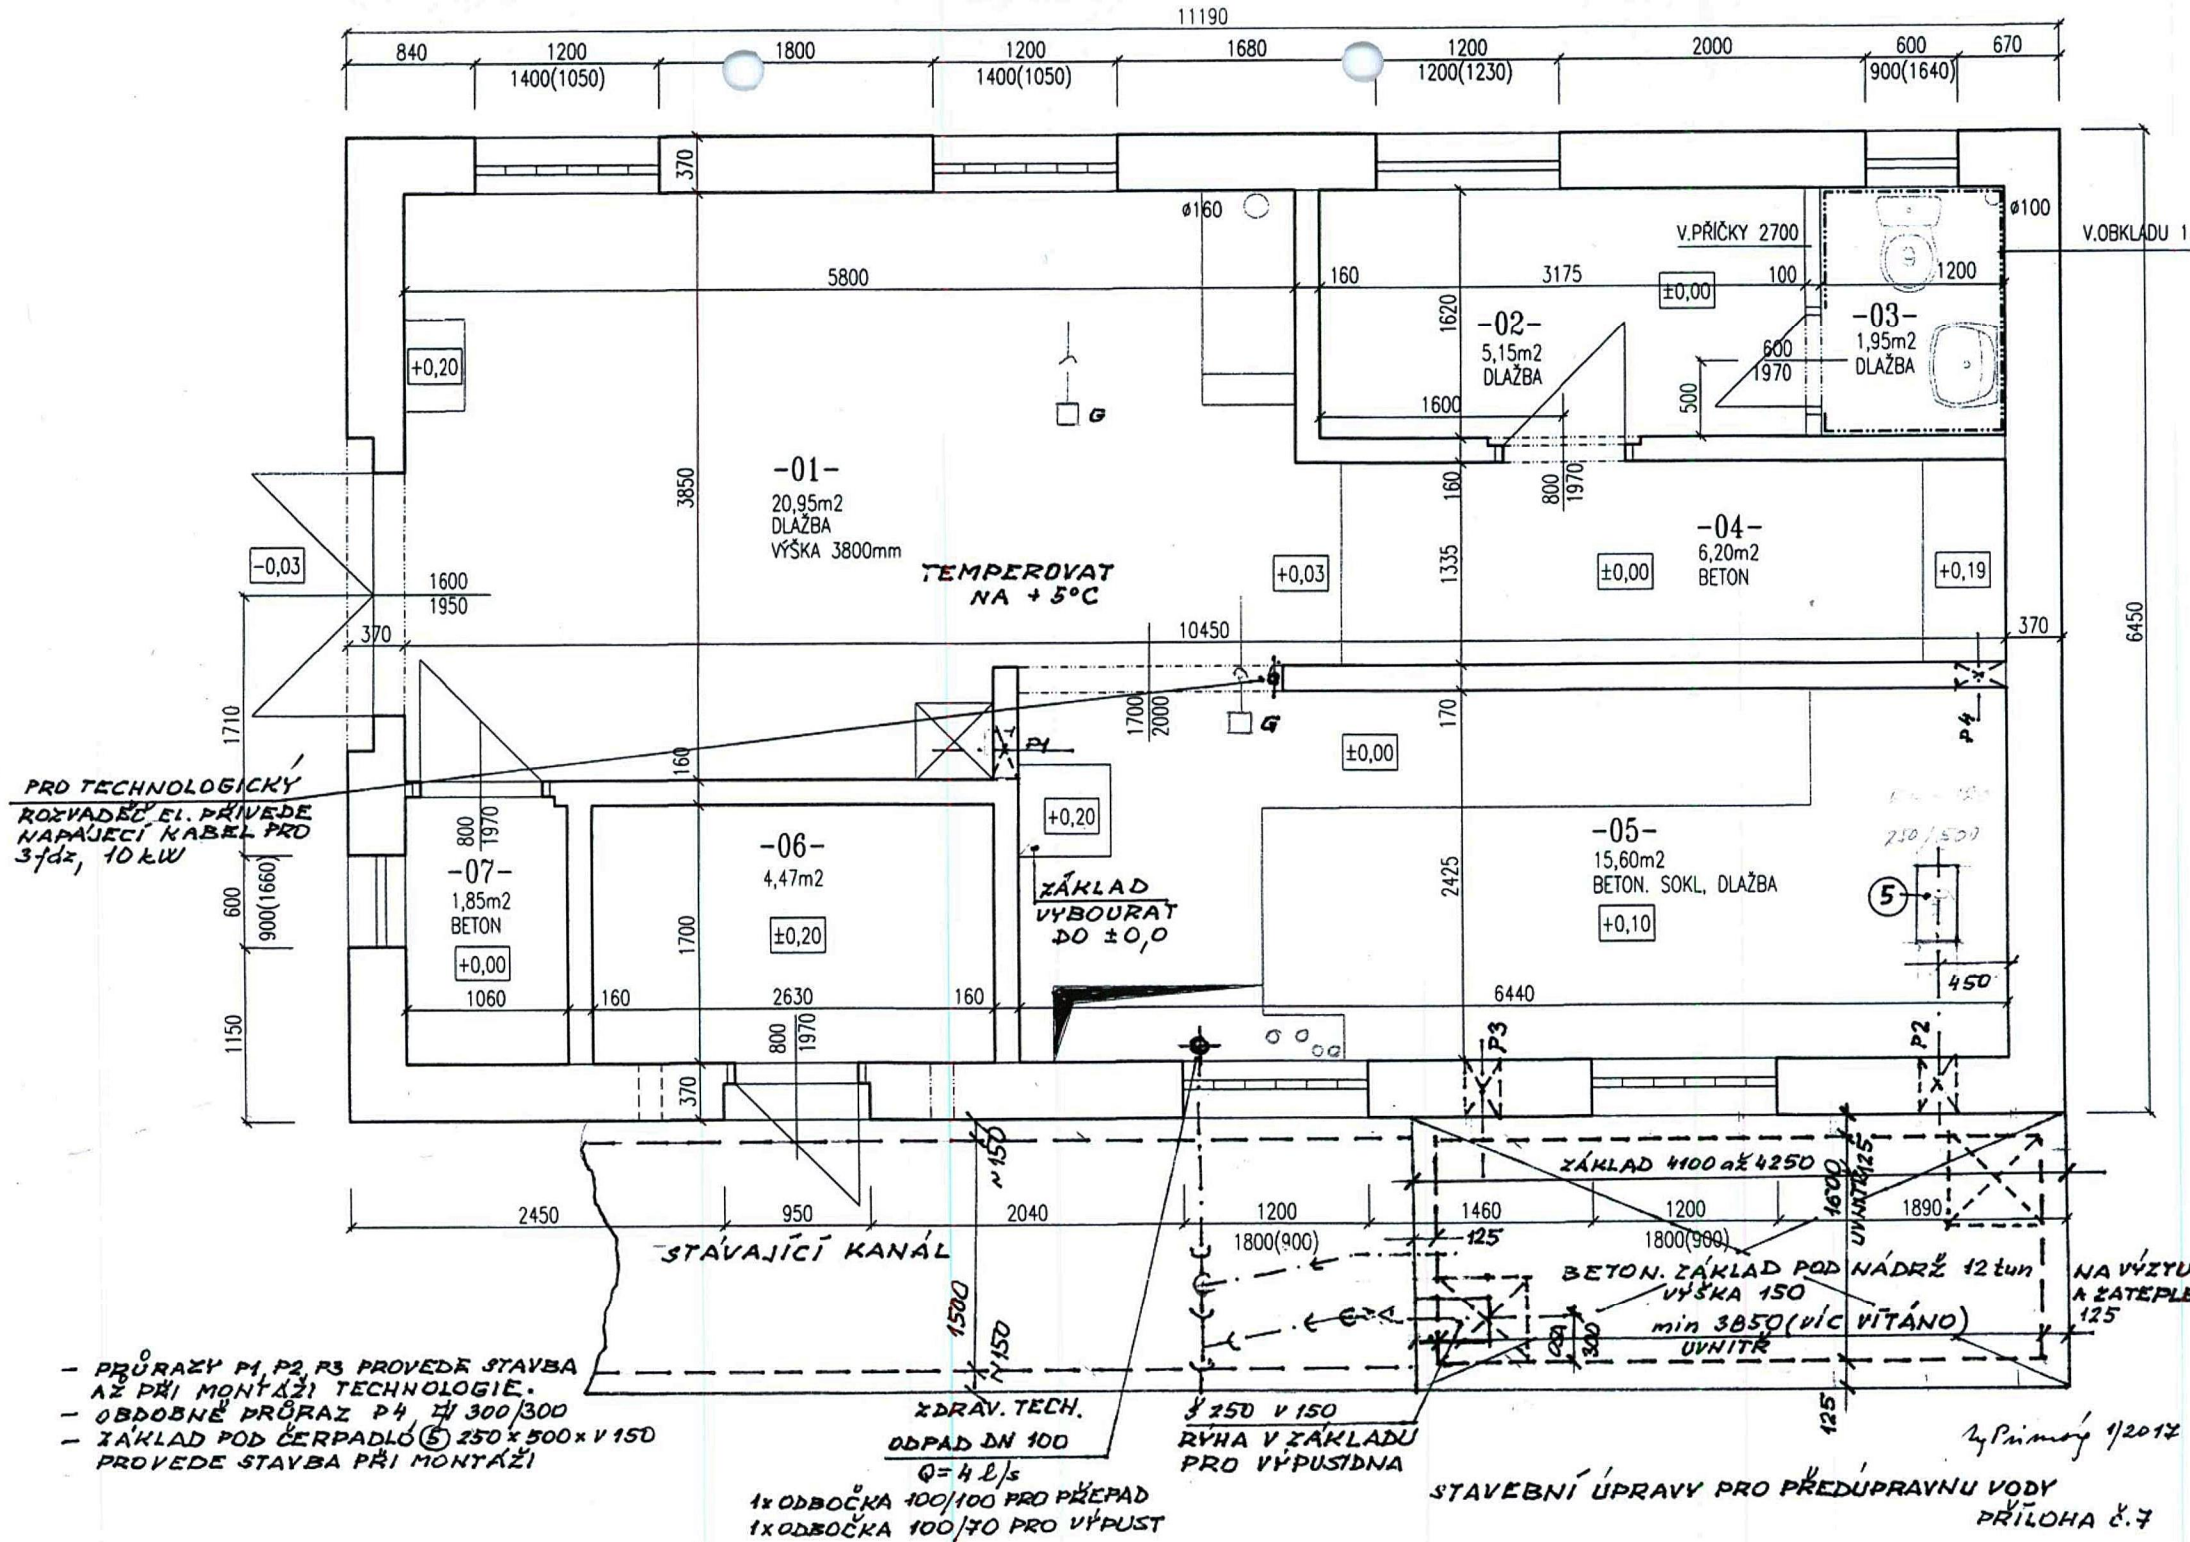 11190
840
1200
1800
1200
1680
1200
2000
600
670
1400(1050)
1400(1050)
1200(1230)
900(1640)
370
ø160
V.PŘÍČKY 2700
ø100
V.OBKLADU 1
5800
160
3175
±0,00
100
1200
+0,20
1620
-02-
5,15m2
DLAŽBA
-03-
1,95m2
DLAŽBA
600
1970
500
1600
G
3850
-01-
20,95m2
DLAŽBA
VÝŠKA 3800mm
TEMPEROVAT
NA + 5°C
160
800
1970
-04-
6,20m2
BETON
-0,03
1600
1950
+0,03
1335
±0,00
+0,19
370
10450
370
6450
1710
1700
2000
G
170
P4
P1
160
±0,00
PRO TECHNOLOGICKÝ
ROZVADĚČ EL. PŘIVEDE
NAPÁJECÍ KABEL PRO
3 fáz, 10 kW
800
1970
-07-
1,85m2
BETON
+0,00
-06-
4,47m2
±0,20
+0,20
ZÁKLAD
VYBOURAT
DO ±0,0
2425
-05-
15,60m2
BETON. SOKL, DLAŽBA
+0,10
250/500
5
450
600
900(1660)
1700
1060
160
2630
160
6440
1150
800
1970
370
P3
P2
N150
ZÁKLAD 4100 až 4250
1600
UVNITŘ
125
2450
950
2040
1200
1460
1200
1890
1800(900)
125
1800(900)
STÁVAJÍCÍ KANÁL
BETON. ZÁKLAD POD NÁDRŽ 12 tun
VÝŠKA 150
min 3850 (VÍC VÍTÁNO)
UVNITŘ
NA VÝZTU
A ZATEPLE
125
1500
N150
300
125
- PRŮRAZY P1, P2, P3 PROVEDE STAVBA
AŽ PŘI MONTÁŽI TECHNOLOGIE.
- OBDOBNĚ PRŮRAZ P4, 300/300
- ZÁKLAD POD ČERPADLO 5 250 x 500 x V 150
PROVEDE STAVBA PŘI MONTÁŽI
ZDRAV. TECH.
ODPAD DN 100
Q= 4 l/s
1x ODBOČKA 100/100 PRO PŘEPAD
1x ODBOČKA 100/70 PRO VÝPUST
Š 250 V 150
RÝHA V ZÁKLADU
PRO VÝPUST DNA
1/2017
STAVEBNÍ ÚPRAVY PRO PŘEDÚPRAVNU VODY
PŘÍLOHA Č.7